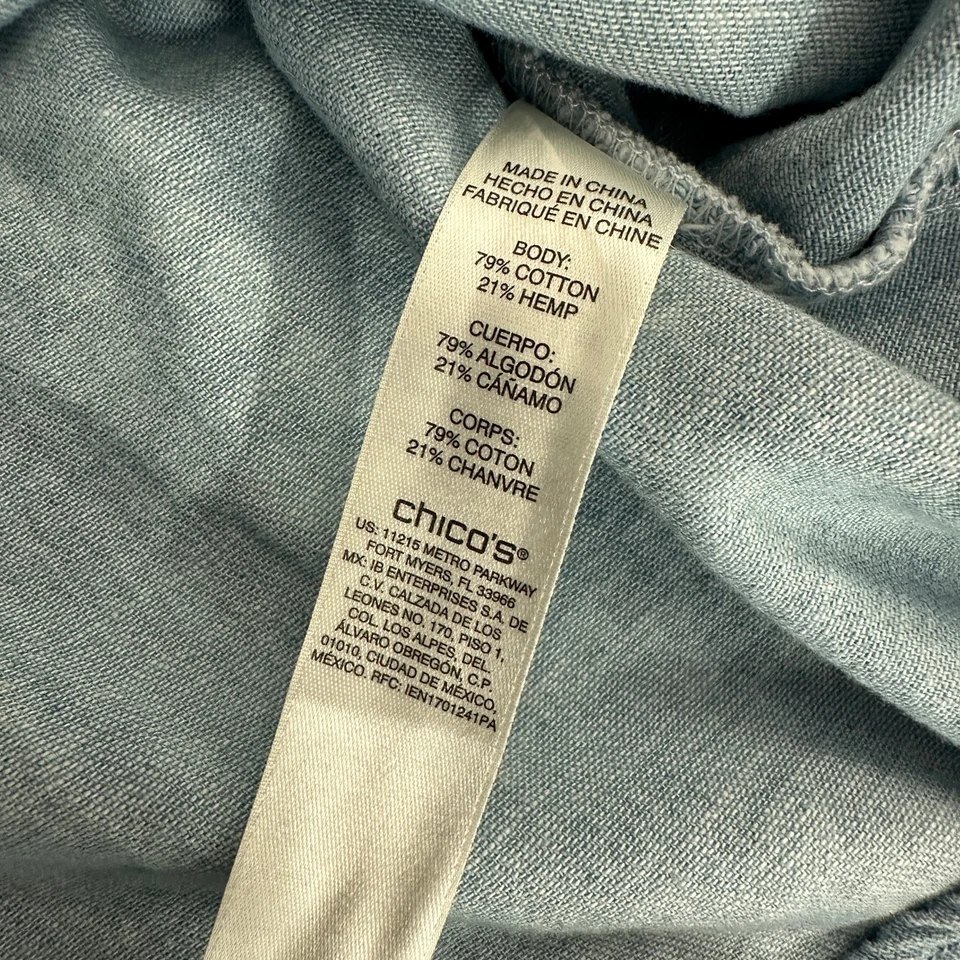 MADE IN CHINA
HECHO EN CHINA
FABRIQUÉ EN CHINE
BODY:
79% COTTON
21% HEMP
CUERPO:
79% ALGODÓN
21% CÁÑAMO
CORPS:
79% COTON
21% CHANVRE
chico's®
US: 11215 METRO PARKWAY
FORT MYERS, FL 33966
MX: IB ENTERPRISES S.A. DE
C.V. CALZADA DE LOS
LEONES NO. 170, PISO 1,
COL. LOS ALPES, DEL.
ÁLVARO OBREGÓN, C.P.
01010, CIUDAD DE MÉXICO,
MÉXICO. RFC: IEN1701241PA